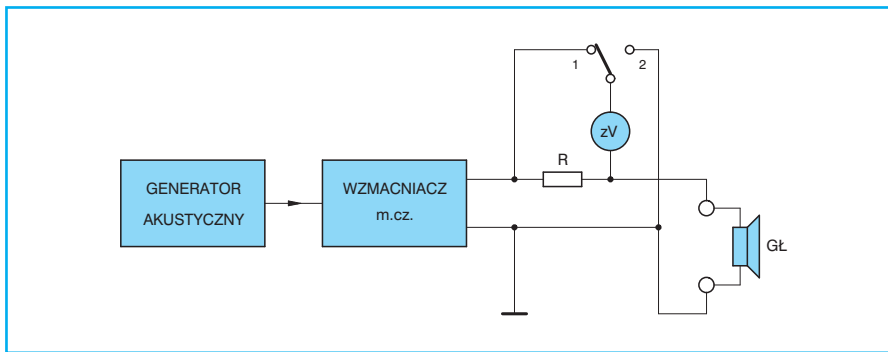 1
2
zV
R
GENERATOR
AKUSTYCZNY
WZMACNIACZ
m.cz.
GŁ